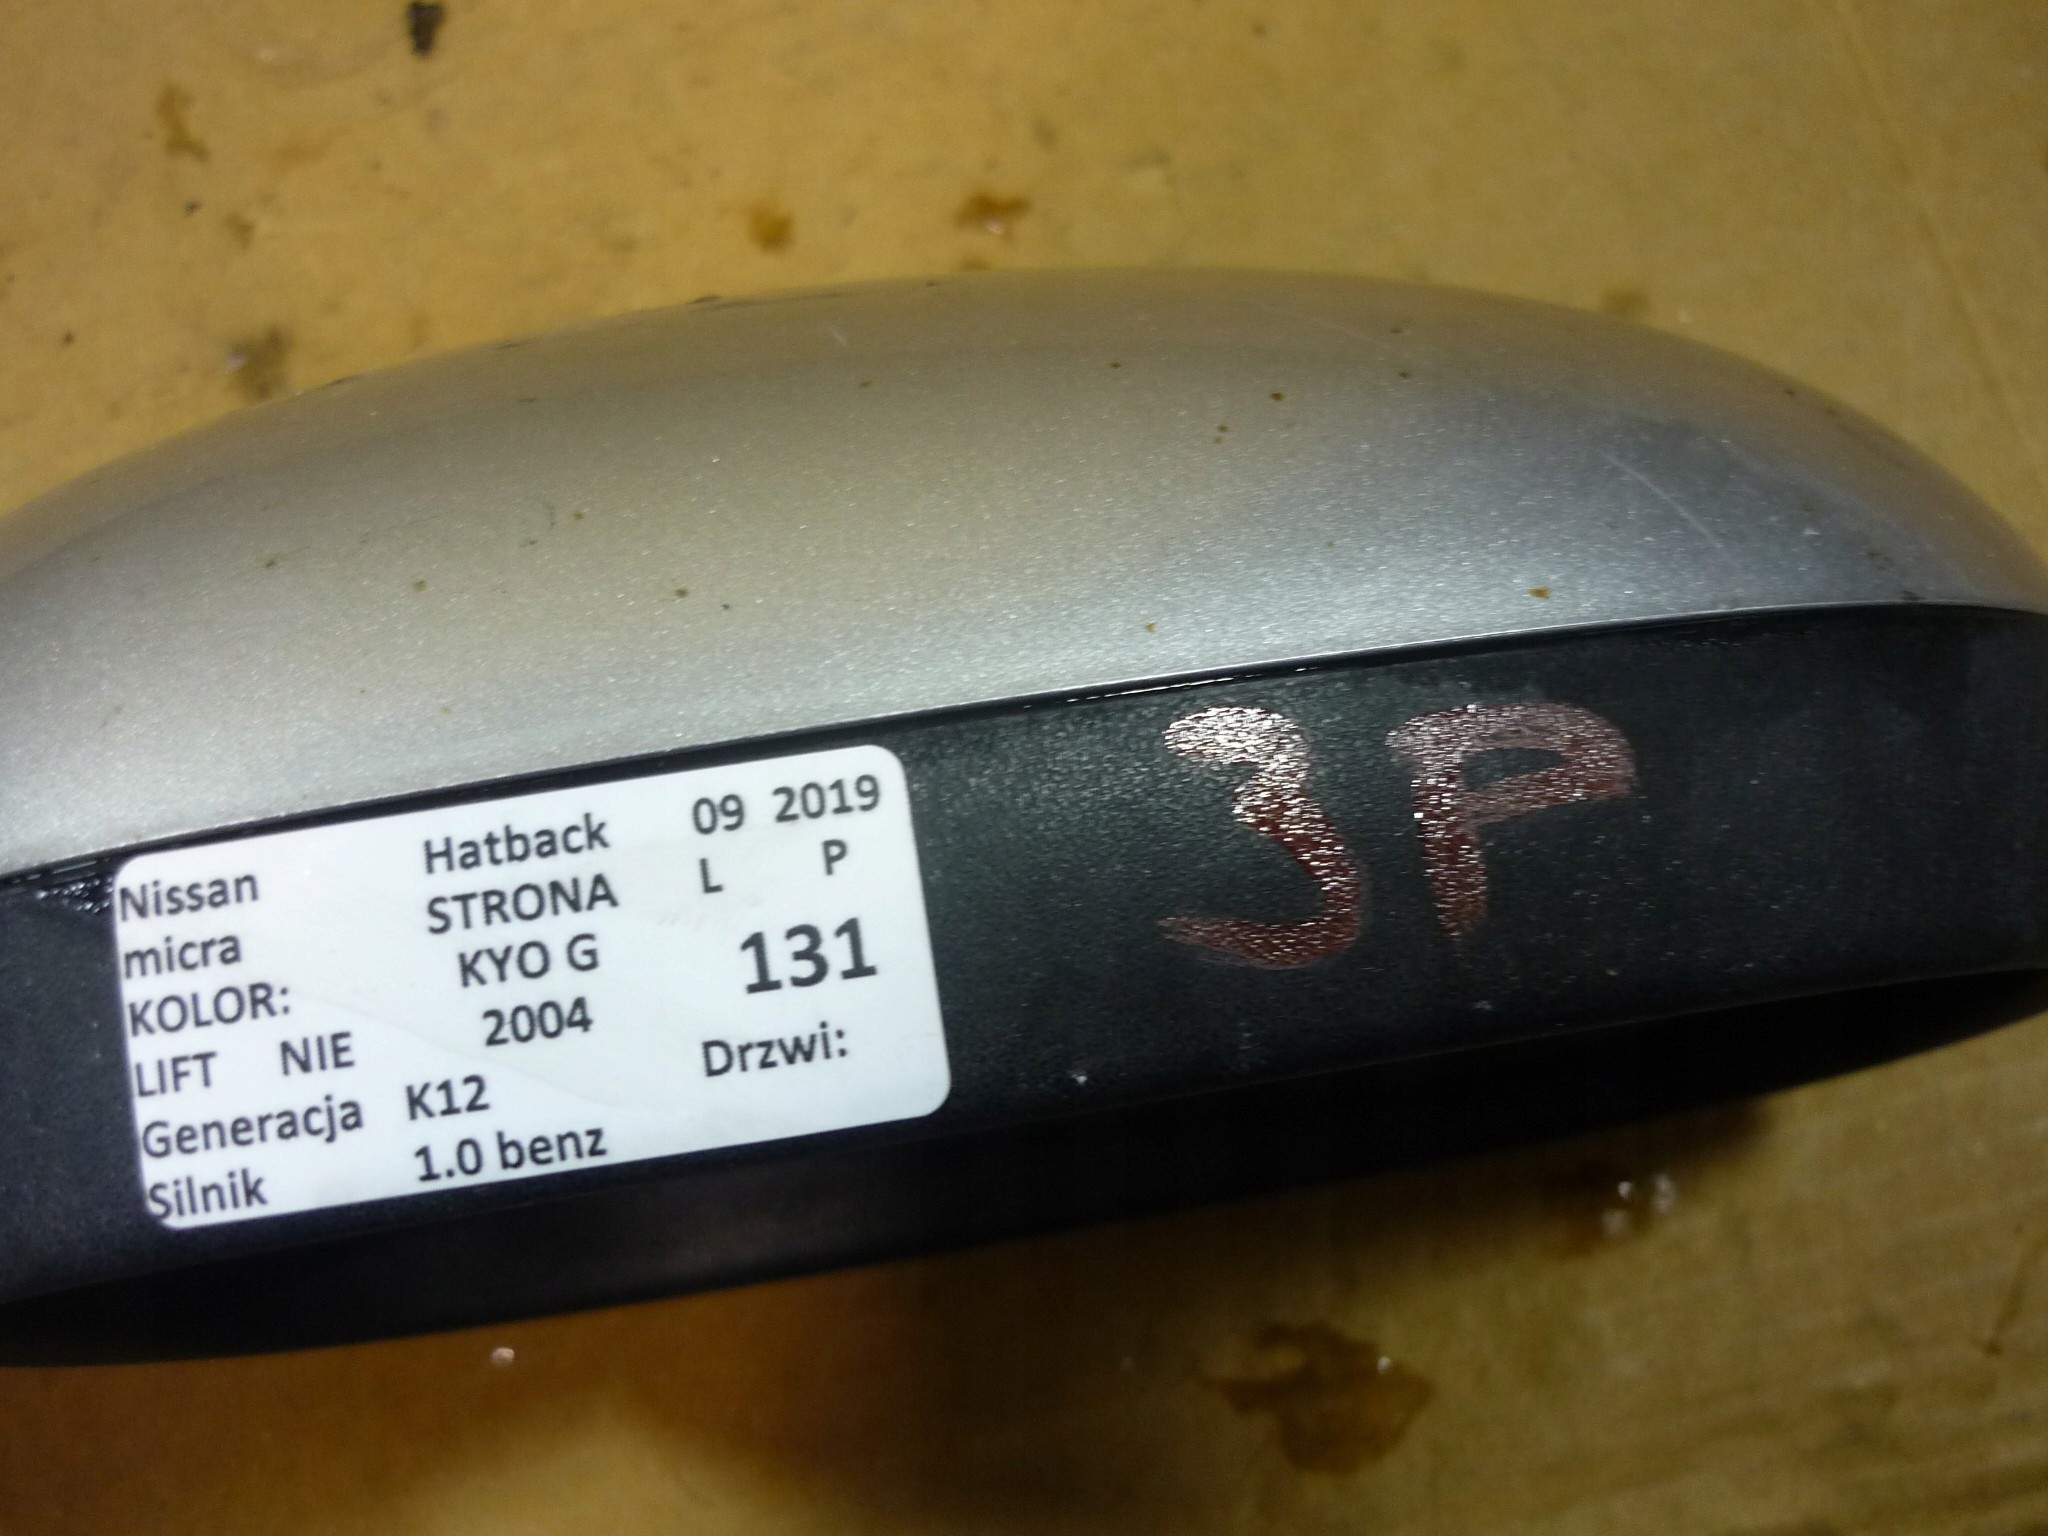 Nissan Hatback 09 2019
micra STRONA L P
KOLOR: KYO G 131
LIFT NIE 2004
Generacja K12 Drzwi:
Silnik 1.0 benz
3P